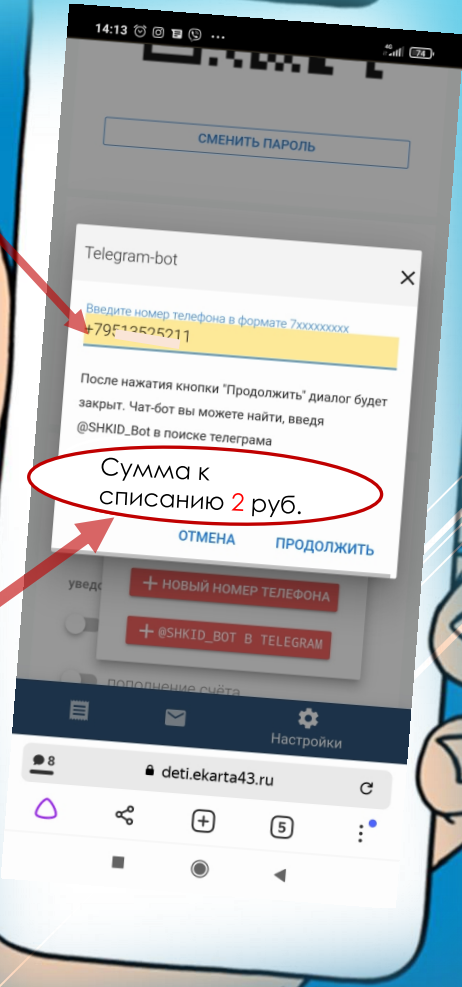 14:13
4G
74
СМЕНИТЬ ПАРОЛЬ
Telegram-bot
Введите номер телефона в формате 7xxxxxxxxx
После нажатия кнопки "Продолжить" диалог будет
закрыт. Чат-бот вы можете найти, введя
@SHKID_Bot в поиске телеграма
Сумма к
списанию 2 руб.
ОТМЕНА ПРОДОЛЖИТЬ
+ НОВЫЙ НОМЕР ТЕЛЕФОНА
+ @SHKID_BOT В TELEGRAM
пополнение счёта
Настройки
8
deti.ekarta43.ru
5